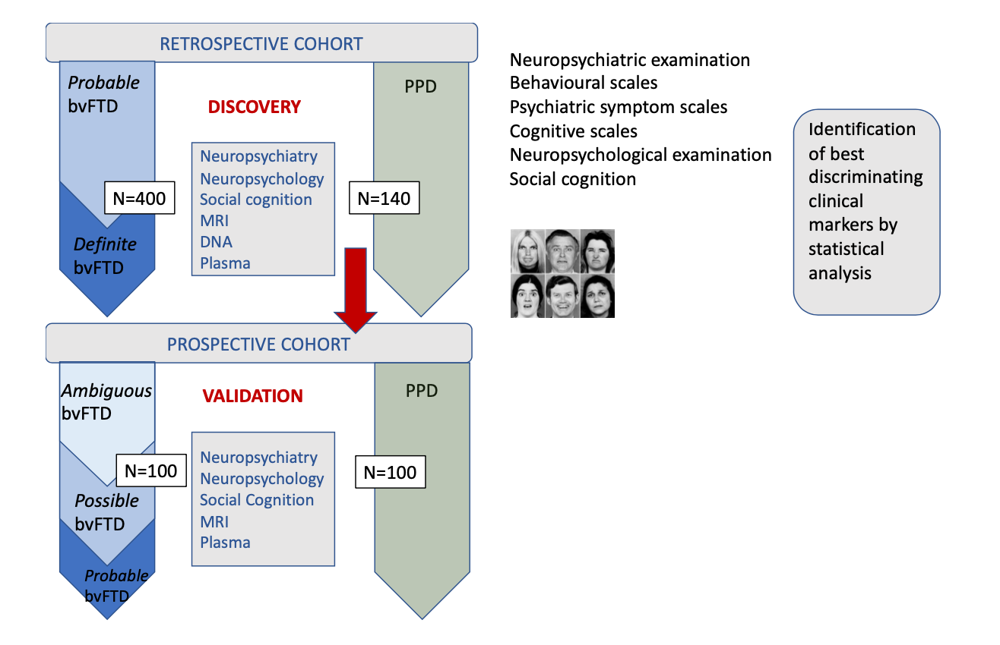 RETROSPECTIVE COHORT
Probable
bvFTD
DISCOVERY
PPD
Neuropsychiatry
Neuropsychology
Social cognition
MRI
DNA
Plasma
N=400
N=140
Definite
bvFTD
PROSPECTIVE COHORT
Ambiguous
bvFTD
VALIDATION
PPD
Neuropsychiatry
Neuropsychology
Social Cognition
MRI
Plasma
N=100
N=100
Possible
bvFTD
Probable
bvFTD
Neuropsychiatric examination
Behavioural scales
Psychiatric symptom scales
Cognitive scales
Neuropsychological examination
Social cognition
Identification
of best
discriminating
clinical
markers by
statistical
analysis